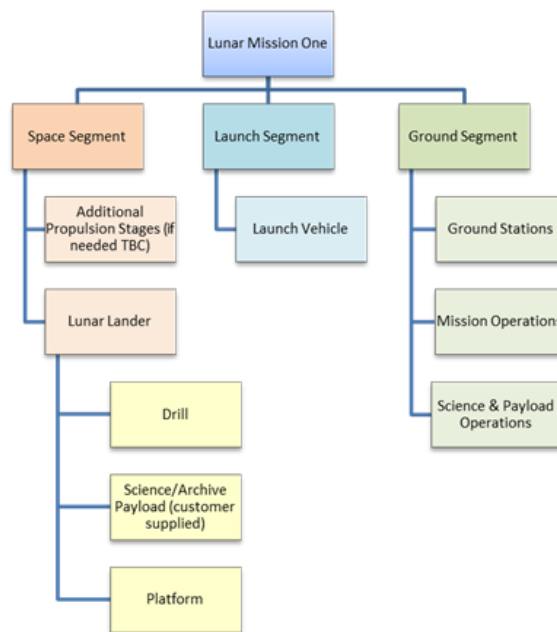 Lunar Mission One
Space Segment
Launch Segment
Ground Segment
Additional
Propulsion Stages (if
needed TBC)
Launch Vehicle
Ground Stations
Lunar Lander
Mission Operations
Drill
Science & Payload
Operations
Science/Archive
Payload (customer
supplied)
Platform